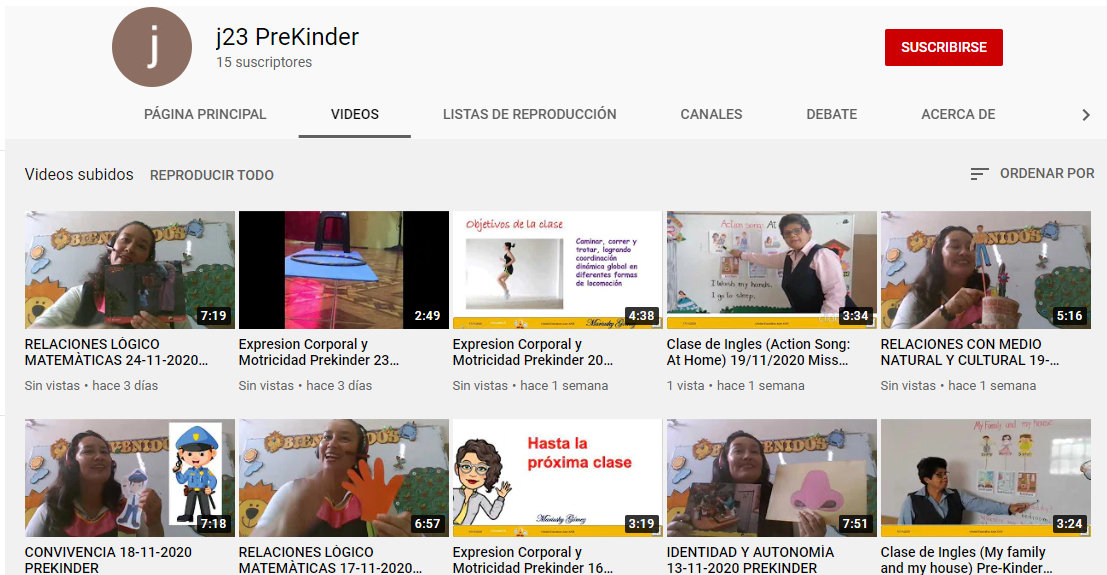 j
j23 PreKinder
15 suscriptores
SUSCRIBIRSE
PÁGINA PRINCIPAL
VIDEOS
LISTAS DE REPRODUCCIÓN
CANALES
DEBATE
ACERCA DE
Videos subidos
REPRODUCIR TODO
ORDENAR POR
BIENVENIDOS
7:19
2:49
Objetivos de la clase
Caminar, correr y
trotar, logrando
coordinación
dinámica global en
diferentes formas
de locomoción
4:38
Action song: At
I wash my hands.
I go to sleep.
3:34
5:16
RELACIONES LÒGICO
MATEMÀTICAS 24-11-2020...
Sin vistas • hace 3 días
Expresion Corporal y
Motricidad Prekinder 23...
Sin vistas • hace 3 días
Expresion Corporal y
Motricidad Prekinder 20...
Sin vistas • hace 1 semana
Clase de Ingles (Action Song:
At Home) 19/11/2020 Miss...
1 vista • hace 1 semana
RELACIONES CON MEDIO
NATURAL Y CULTURAL 19-...
Sin vistas • hace 1 semana
7:18
BIENVENIDOS
6:57
Hasta la
próxima clase
Mariasky Gómez
3:19
BIENVENIDOS
7:51
My family and my house
3:24
CONVIVENCIA 18-11-2020
PREKINDER
RELACIONES LÓGICO
MATEMÀTICAS 17-11-2020...
Expresion Corporal y
Motricidad Prekinder 16...
IDENTIDAD Y AUTONOMÌA
13-11-2020 PREKINDER
Clase de Ingles (My family
and my house) Pre-Kinder...